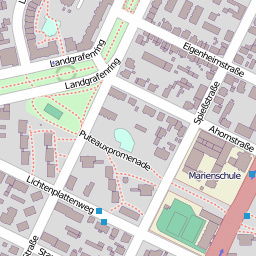 Landgrafenring
Landgrafenring
Eigenheimstraße
Spießstraße
Ahornstraße
Puteauxpromenade
Marienschule
Lichtenplattenweg